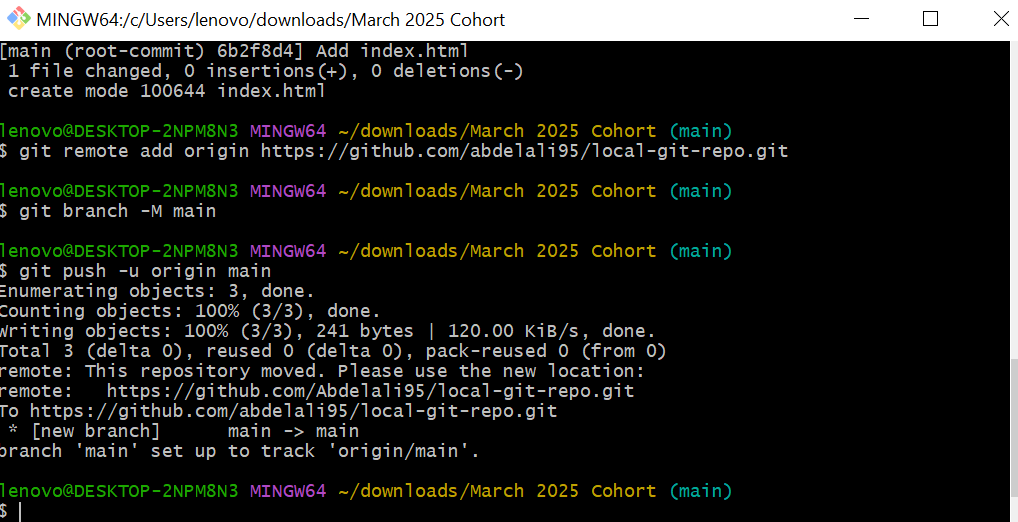 MINGW64:/c/Users/lenovo/downloads/March 2025 Cohort
[main (root-commit) 6b2f8d4] Add index.html
 1 file changed, 0 insertions(+), 0 deletions(-)
 create mode 100644 index.html
lenovo@DESKTOP-2NPM8N3 MINGW64 ~/downloads/March 2025 Cohort (main)
$ git remote add origin https://github.com/abdelali95/local-git-repo.git
lenovo@DESKTOP-2NPM8N3 MINGW64 ~/downloads/March 2025 Cohort (main)
$ git branch -M main
lenovo@DESKTOP-2NPM8N3 MINGW64 ~/downloads/March 2025 Cohort (main)
$ git push -u origin main
Enumerating objects: 3, done.
Counting objects: 100% (3/3), done.
Writing objects: 100% (3/3), 241 bytes | 120.00 KiB/s, done.
Total 3 (delta 0), reused 0 (delta 0), pack-reused 0 (from 0)
remote: This repository moved. Please use the new location:
remote:   https://github.com/Abdelali95/local-git-repo.git
To https://github.com/abdelali95/local-git-repo.git
 * [new branch]      main -> main
branch 'main' set up to track 'origin/main'.
lenovo@DESKTOP-2NPM8N3 MINGW64 ~/downloads/March 2025 Cohort (main)
$